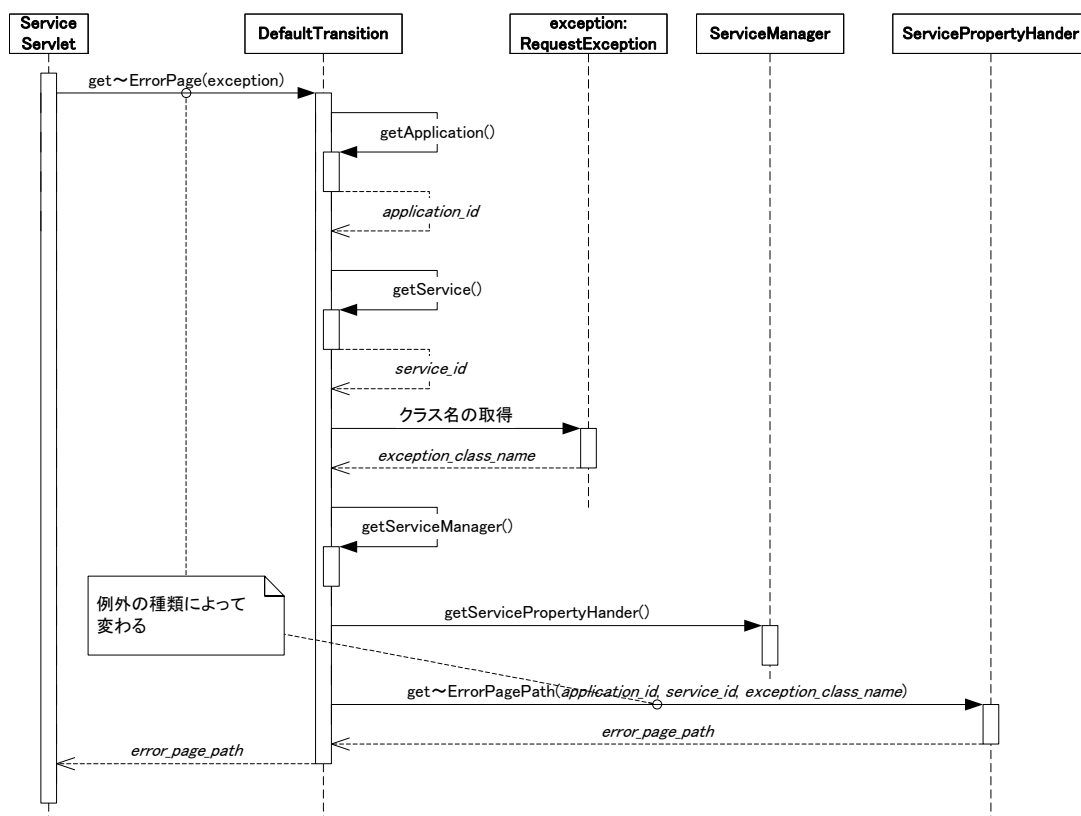 Service
Servlet
DefaultTransition
exception:
RequestException
ServiceManager
ServicePropertyHander
get～ErrorPage(exception)
getApplication()
application_id
getService()
service_id
クラス名の取得
exception_class_name
getServiceManager()
例外の種類によって
変わる
getServicePropertyHander()
get～ErrorPagePath(application_id, service_id, exception_class_name)
error_page_path
error_page_path